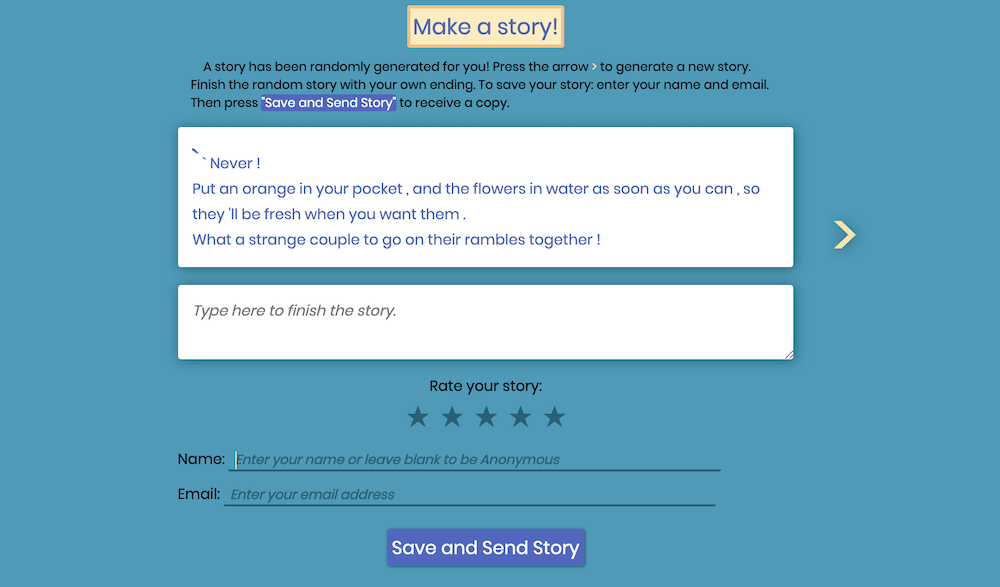 Make a story!
A story has been randomly generated for you! Press the arrow > to generate a new story.
Finish the random story with your own ending. To save your story: enter your name and email.
Then press "Save and Send Story" to receive a copy.
`` Never !
Put an orange in your pocket , and the flowers in water as soon as you can , so
they 'll be fresh when you want them .
What a strange couple to go on their rambles together !
Type here to finish the story.
Rate your story:
Name: Enter your name or leave blank to be Anonymous
Email: Enter your email address
Save and Send Story